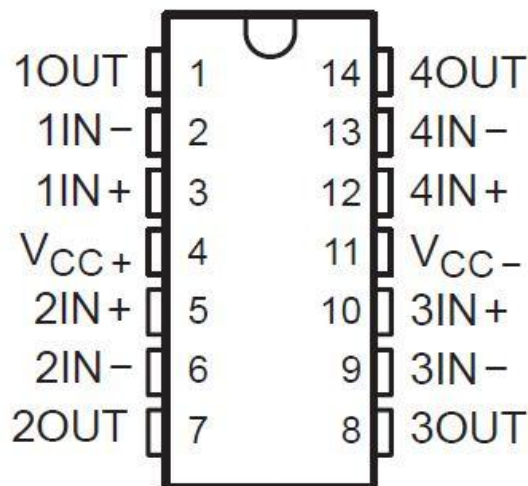 1OUT 1 14 4OUT
1IN− 2 13 4IN−
1IN+ 3 12 4IN+
VCC+ 4 11 VCC−
2IN+ 5 10 3IN+
2IN− 6 9 3IN−
2OUT 7 8 3OUT